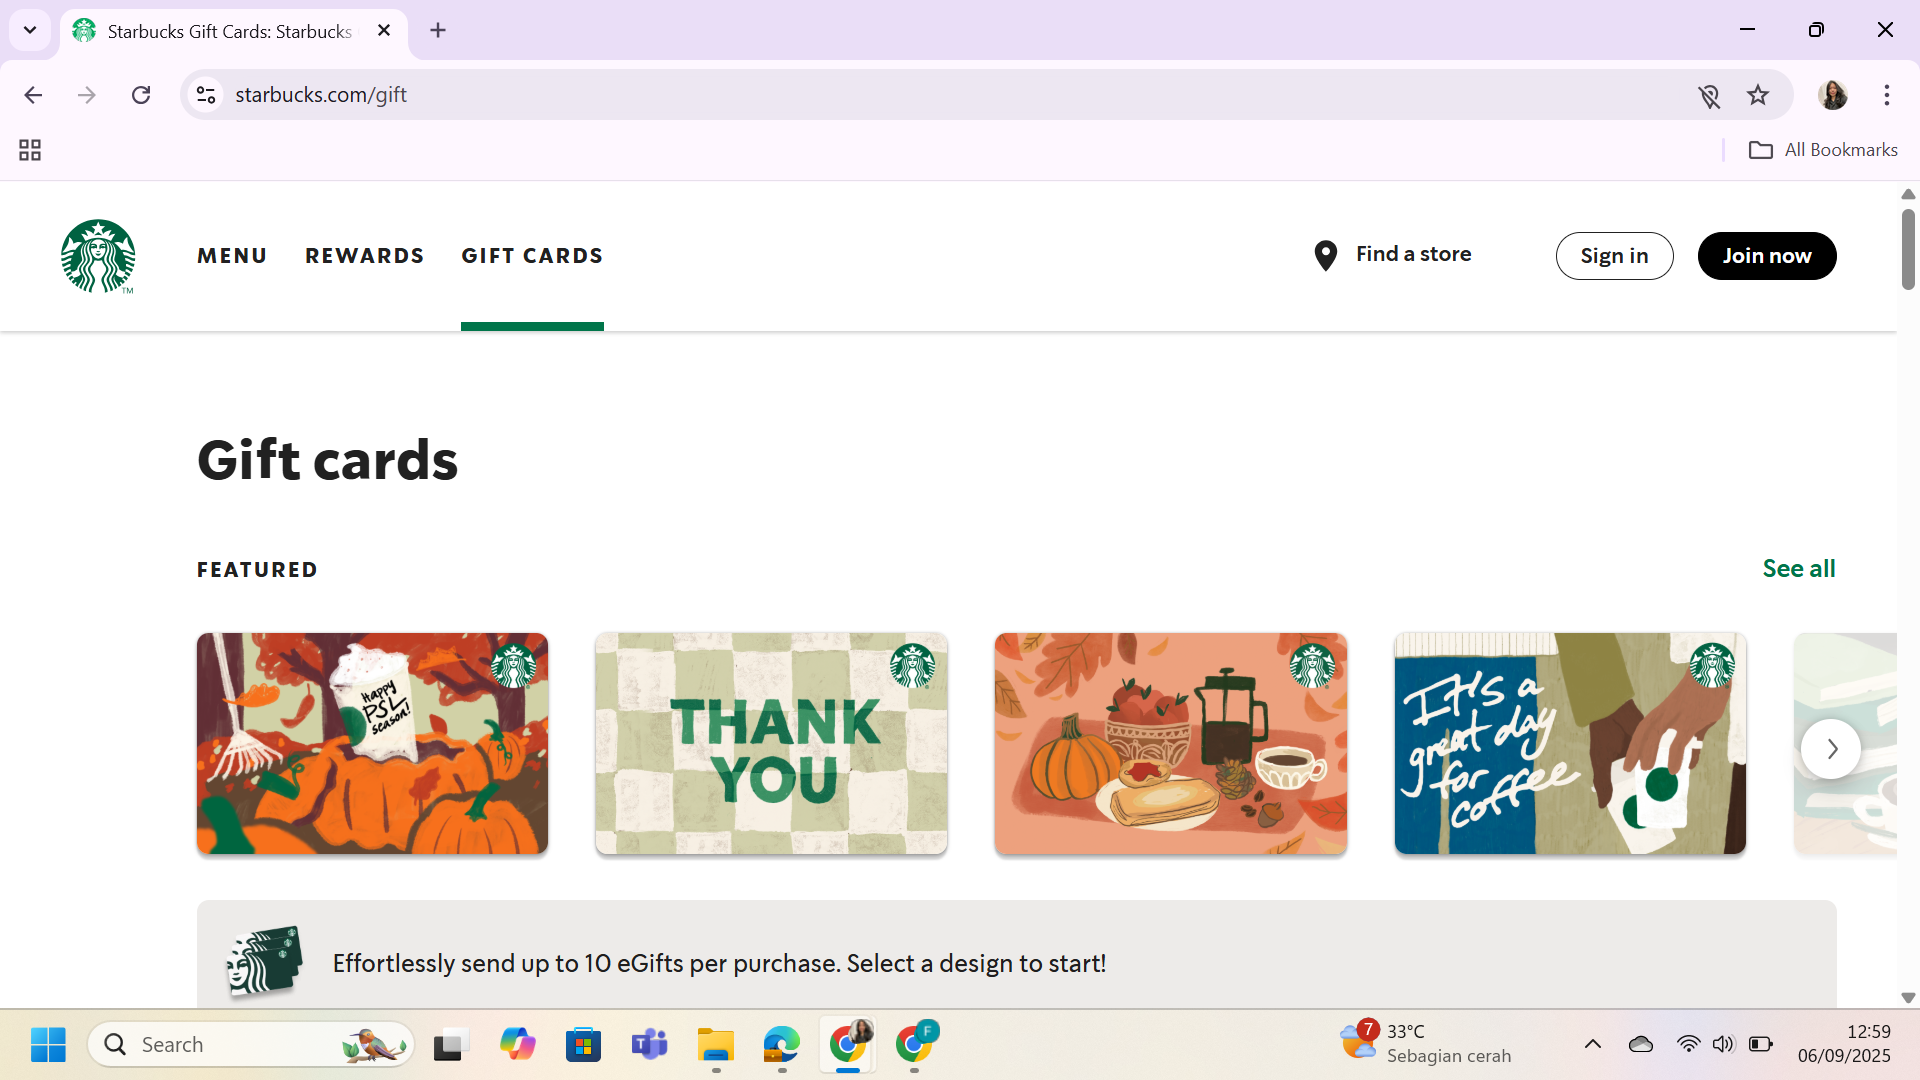 Starbucks Gift Cards: Starbucks
starbucks.com/gift
All Bookmarks
MENU REWARDS GIFT CARDS Find a store Sign in Join now
TM
Gift cards
FEATURED See all
Happy
PSL
season!
THANK
YOU
It's a
great day
for
coffee
Effortlessly send up to 10 eGifts per purchase. Select a design to start!
Search
T
F
7
33°C
Sebagian cerah
12:59
06/09/2025